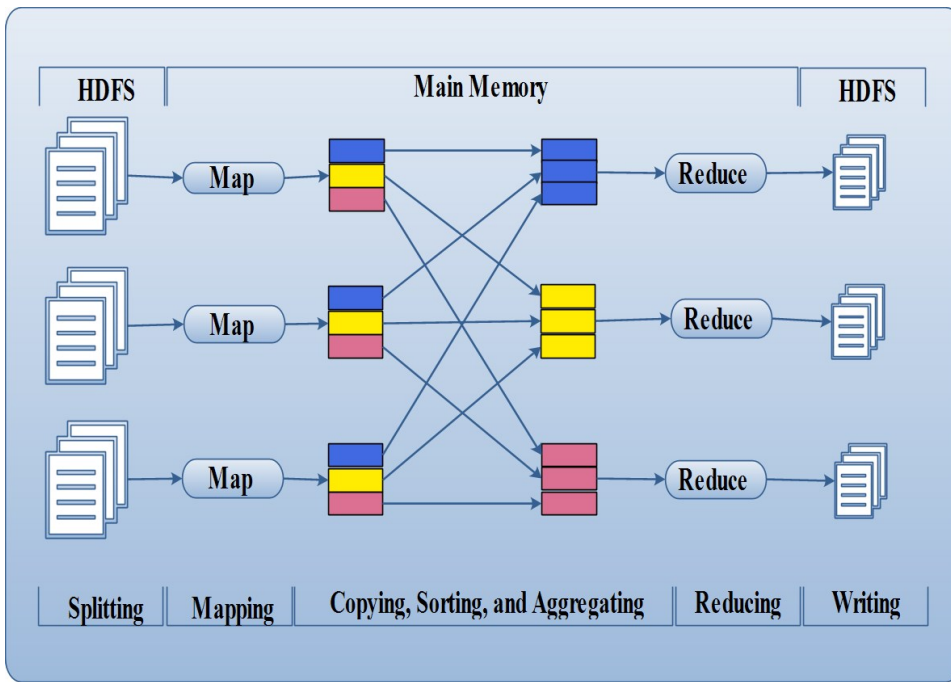 HDFS
Main Memory
HDFS
Map
Reduce
Map
Reduce
Map
Reduce
Splitting
Mapping
Copying, Sorting, and Aggregating
Reducing
Writing